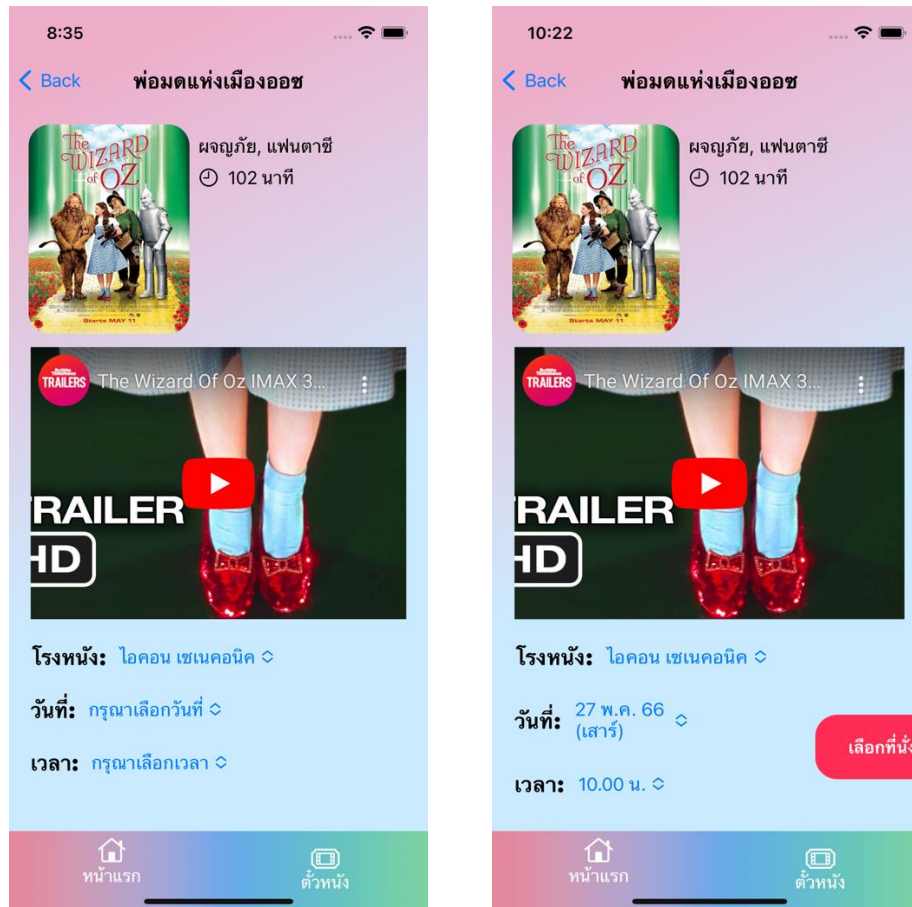 8:35
Back
พ่อมดแห่งเมืองออซ
The
WIZARD
of OZ
Starts MAY 11
ผจญภัย, แฟนตาซี
102 นาที
TRAILERS
The Wizard Of Oz IMAX 3...
RAILER
HD
โรงหนัง: ไอคอน เซเนคอนิค
วันที่: กรุณาเลือกวันที่
เวลา: กรุณาเลือกเวลา
หน้าแรก
ตั๋วหนัง
10:22
Back
พ่อมดแห่งเมืองออซ
The
WIZARD
of OZ
Starts MAY 11
ผจญภัย, แฟนตาซี
102 นาที
TRAILERS
The Wizard Of Oz IMAX 3...
RAILER
HD
โรงหนัง: ไอคอน เซเนคอนิค
วันที่: 27 พ.ค. 66
(เสาร์)
เลือกที่นั่ง
เวลา: 10.00 น.
หน้าแรก
ตั๋วหนัง